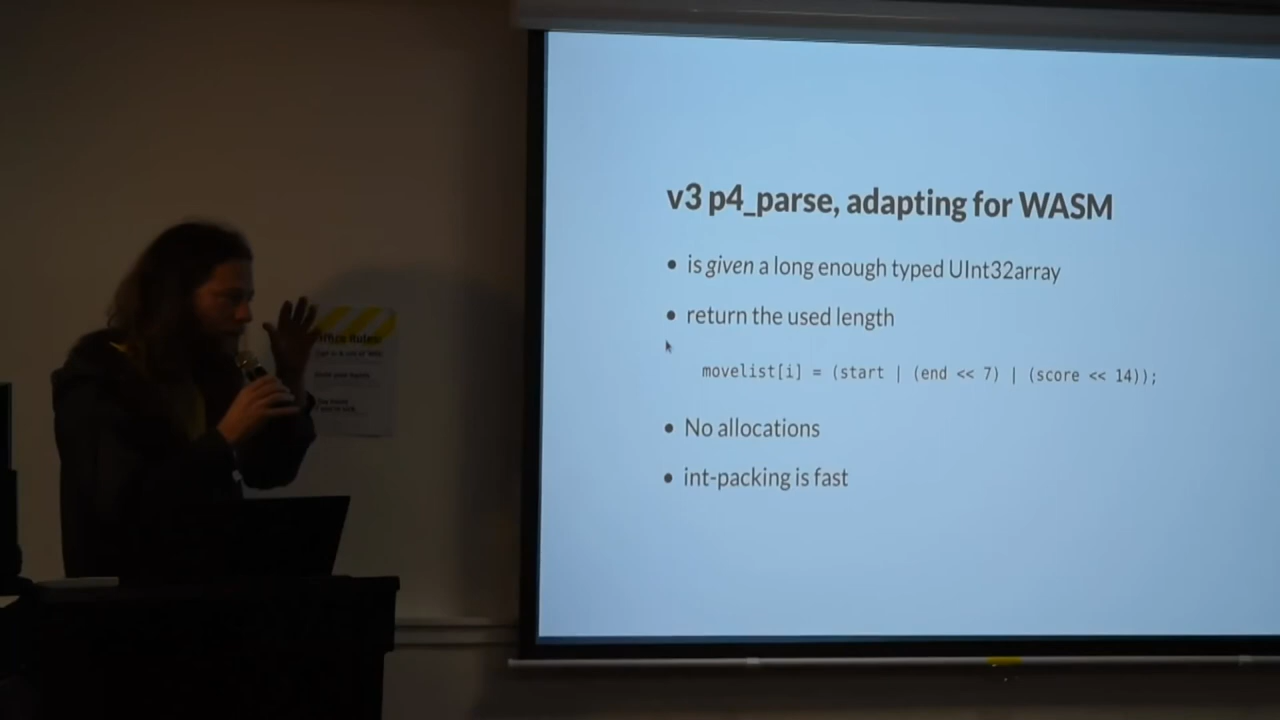 v3 p4_parse, adapting for WASM
• is given a long enough typed UInt32array
• return the used length
movelist[i] = (start | (end << 7) | (score << 14));
• No allocations
• int-packing is fast